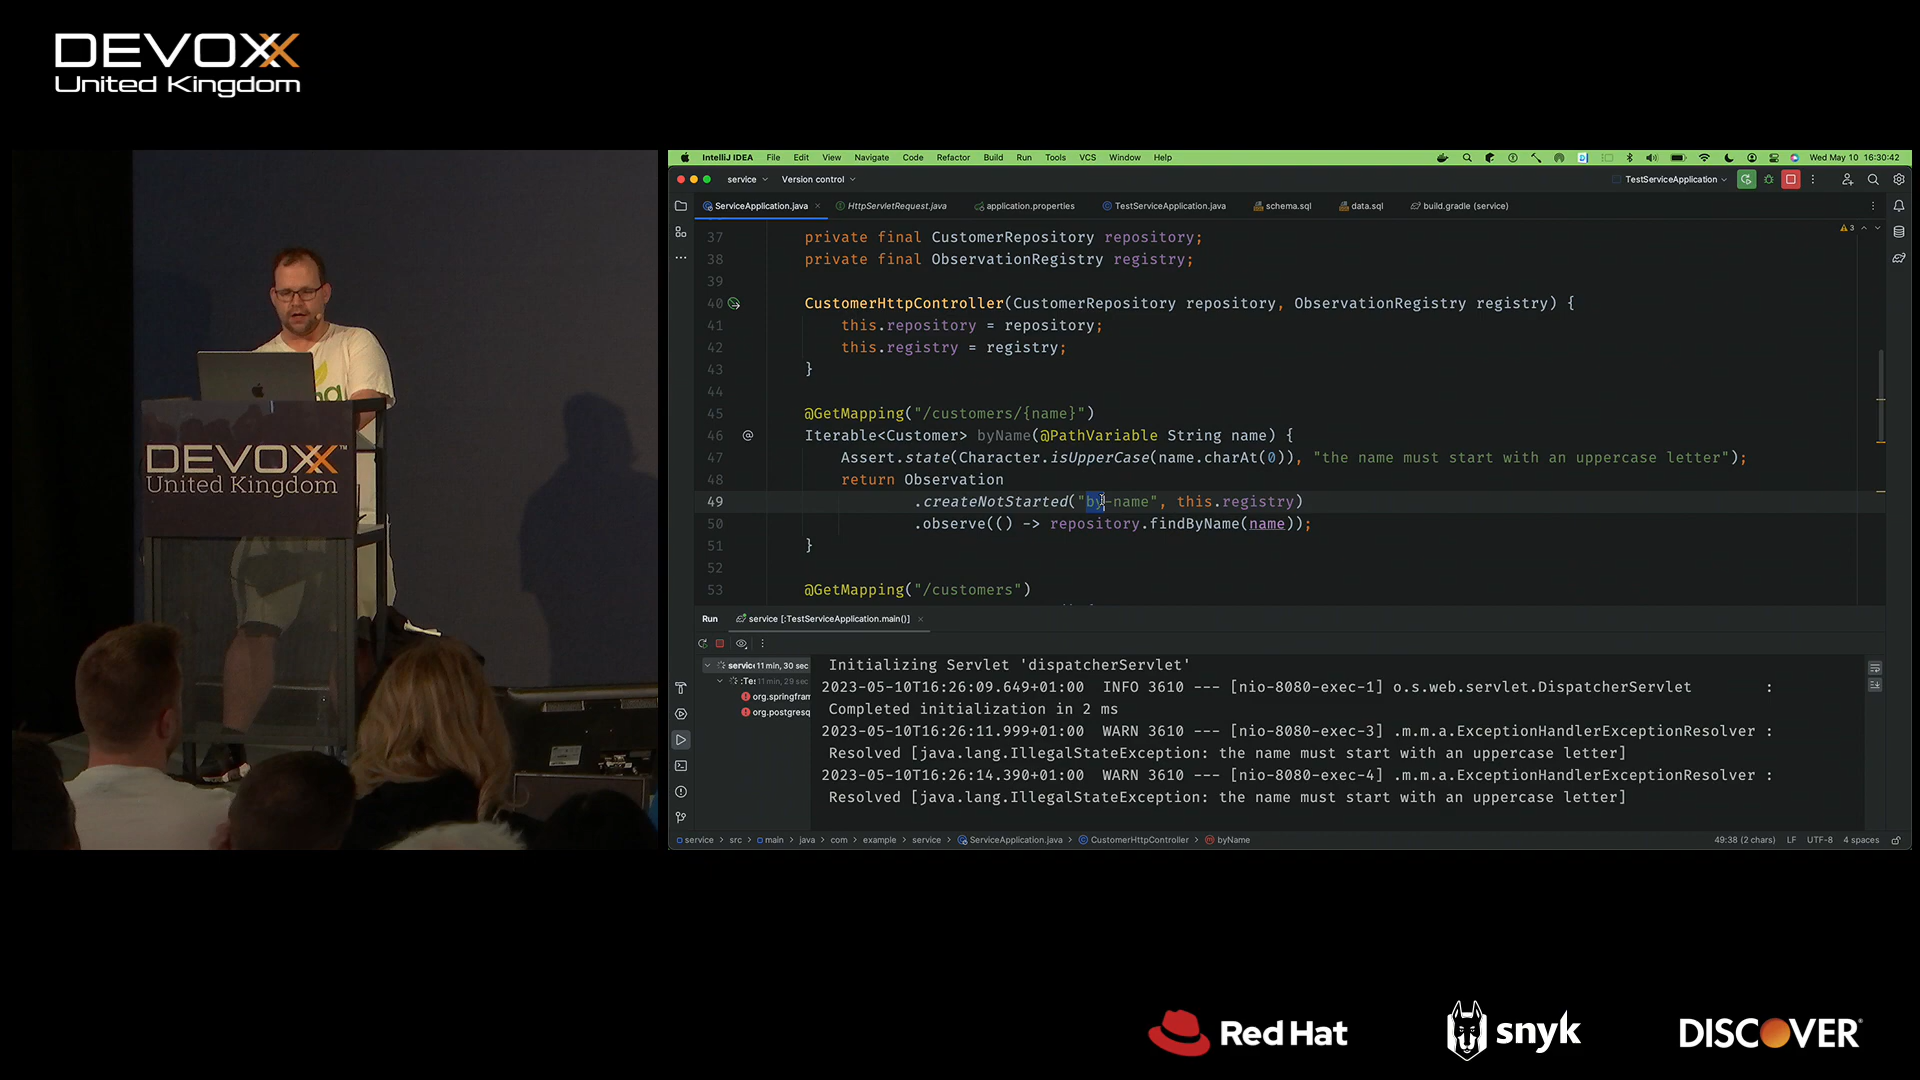 DEVOXX
United Kingdom
DEVOXX™
United Kingdom
IntelliJ IDEA File Edit View Navigate Code Refactor Build Run Tools VCS Window Help
Wed May 10 16:30:42
service Version control
TestServiceApplication
ServiceApplication.java HttpServletRequest.java application.properties TestServiceApplication.java schema.sql data.sql build.gradle (service)
3
37 private final CustomerRepository repository;
38 private final ObservationRegistry registry;
39
40 CustomerHttpController(CustomerRepository repository, ObservationRegistry registry) {
41 this.repository = repository;
42 this.registry = registry;
43 }
44
45 @GetMapping("/customers/{name}")
46 Iterable<Customer> byName(@PathVariable String name) {
47 Assert.state(Character.isUpperCase(name.charAt(0)), "the name must start with an uppercase letter");
48 return Observation
49 .createNotStarted("by-name", this.registry)
50 .observe(() -> repository.findByName(name));
51 }
52
53 @GetMapping("/customers")
Run service [:TestServiceApplication.main()]
servic 11 min, 30 sec
:Te: 11 min, 29 sec
org.springfram
org.postgresq
Initializing Servlet 'dispatcherServlet'
2023-05-10T16:26:09.649+01:00 INFO 3610 --- [nio-8080-exec-1] o.s.web.servlet.DispatcherServlet :
Completed initialization in 2 ms
2023-05-10T16:26:11.999+01:00 WARN 3610 --- [nio-8080-exec-3] .m.m.a.ExceptionHandlerExceptionResolver :
Resolved [java.lang.IllegalStateException: the name must start with an uppercase letter]
2023-05-10T16:26:14.390+01:00 WARN 3610 --- [nio-8080-exec-4] .m.m.a.ExceptionHandlerExceptionResolver :
Resolved [java.lang.IllegalStateException: the name must start with an uppercase letter]
service > src > main > java > com > example > service > ServiceApplication.java > CustomerHttpController > byName
49:38 (2 chars) LF UTF-8 4 spaces
Red Hat
snyk
DISCOVER